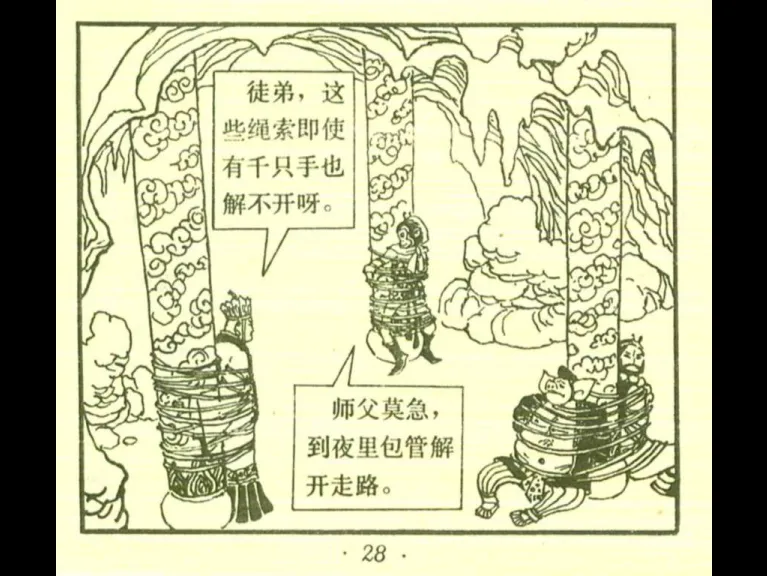 徒弟，这
些绳索即使
有千只手也
解不开呀。
师父莫急，
到夜里包管解
开走路。
· 28 ·